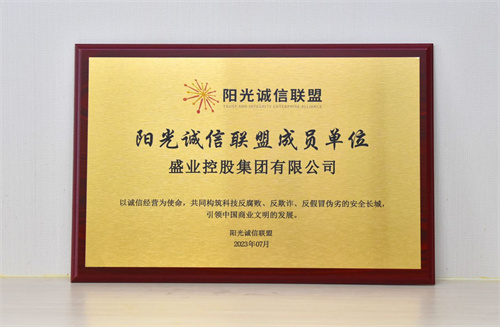 阳光诚信联盟
TRUST AND INTEGRITY ENTERPRISE ALLIANCE
阳光诚信联盟成员单位
盛业控股集团有限公司
以诚信经营为使命，共同构筑科技反腐败、反欺诈、反假冒伪劣的安全长城，
引领中国商业文明的发展。
阳光诚信联盟
2023年07月